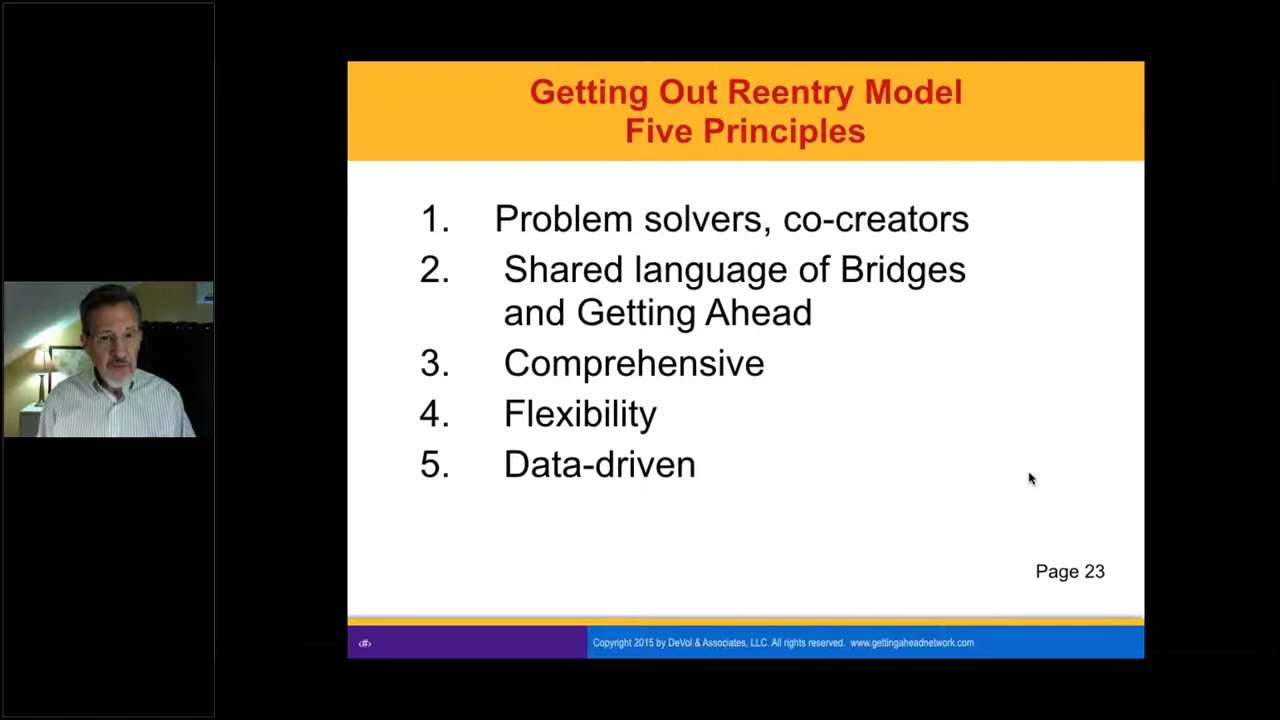 Getting Out Reentry Model
Five Principles
1. Problem solvers, co-creators
2. Shared language of Bridges
and Getting Ahead
3. Comprehensive
4. Flexibility
5. Data-driven
Page 23
‹#›
Copyright 2015 by DeVol & Associates, LLC. All rights reserved. www.gettingaheadnetwork.com